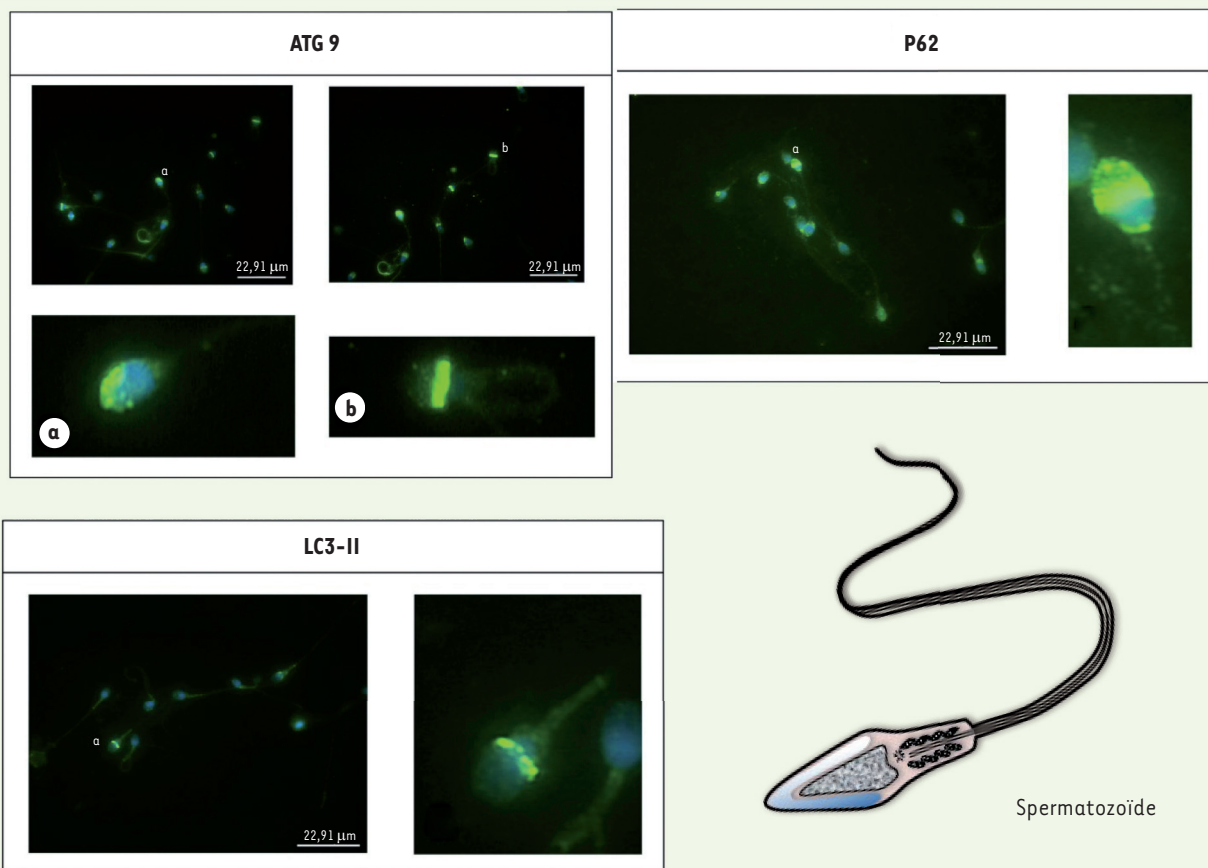 ATG 9
a
22,91 µm
b
22,91 µm
a
b
P62
a
22,91 µm
LC3-II
a
22,91 µm
Spermatozoïde